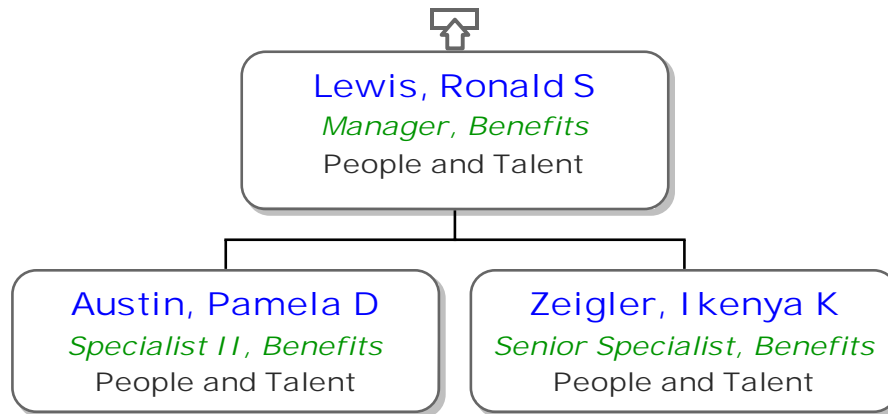 Lewis, Ronald S
Manager, Benefits
People and Talent
Austin, Pamela D
Specialist II, Benefits
People and Talent
Zeigler, Ikenya K
Senior Specialist, Benefits
People and Talent